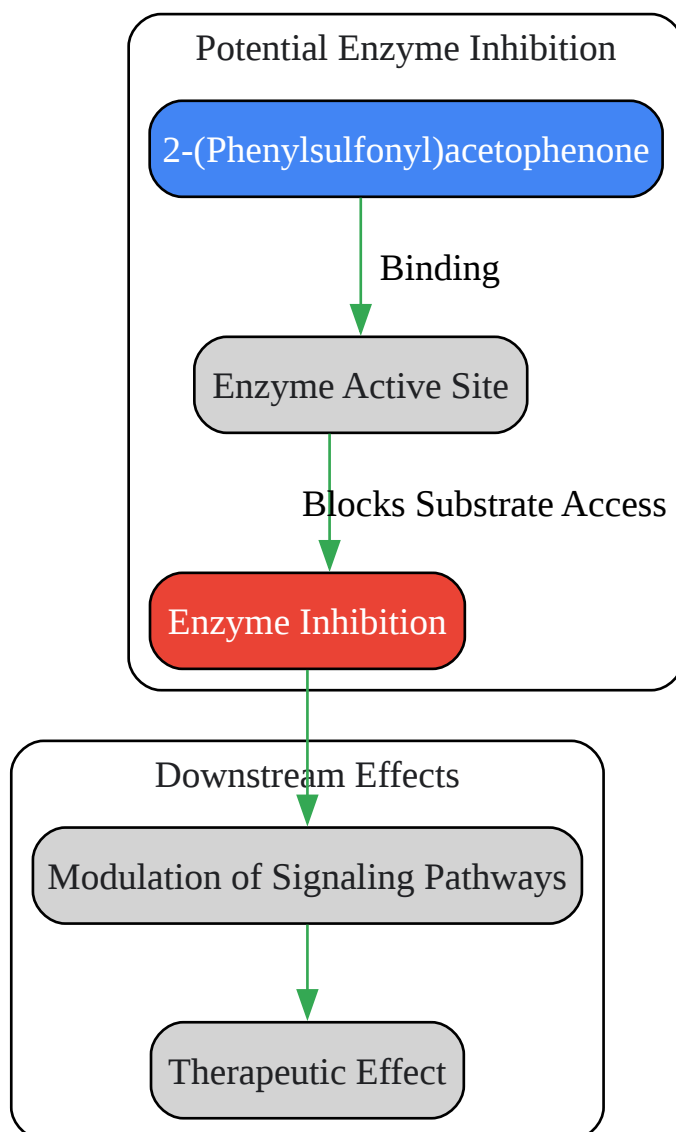 Potential Enzyme Inhibition
2-(Phenylsulfonyl)acetophenone
Binding
Enzyme Active Site
Blocks Substrate Access
Enzyme Inhibition
Downstream Effects
Modulation of Signaling Pathways
Therapeutic Effect